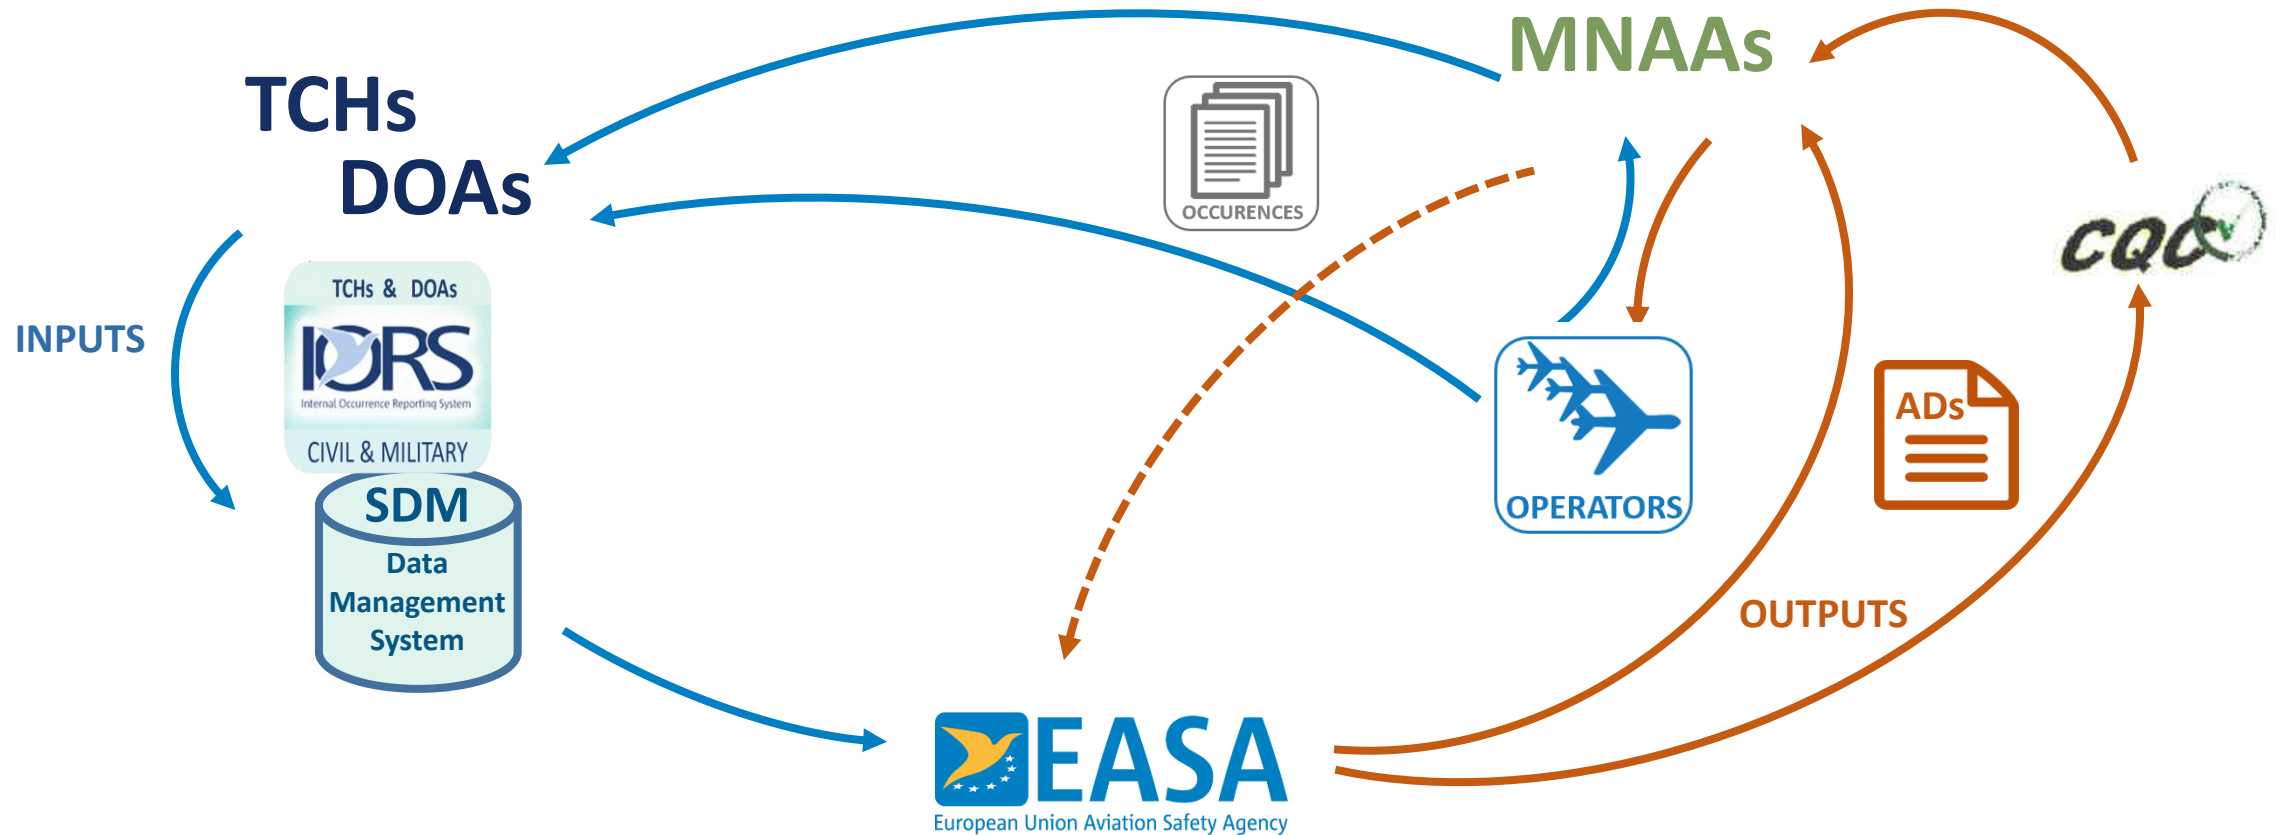 MNAAs
TCHs
DOAs
OCCURENCES
CQC
TCHs & DOAs
INPUTS
IORS
Internal Occurrence Reporting System
CIVIL & MILITARY
ADs
SDM
OPERATORS
Data
Management
System
OUTPUTS
EASA
European Union Aviation Safety Agency